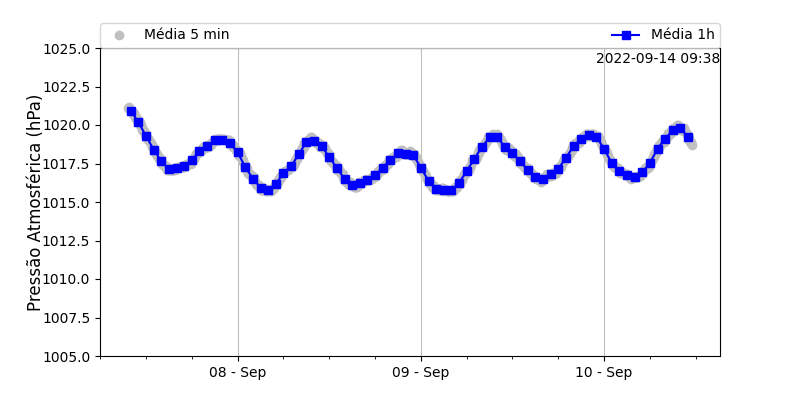 Média 5 min
Média 1h
2022-09-14 09:38
Pressão Atmosférica (hPa)
1025.0
1022.5
1020.0
1017.5
1015.0
1012.5
1010.0
1007.5
1005.0
08 - Sep
09 - Sep
10 - Sep